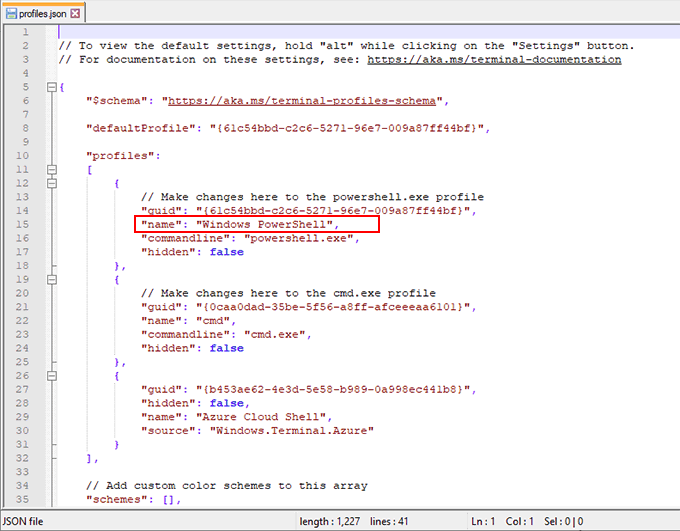 profiles.json
1
2 // To view the default settings, hold "alt" while clicking on the "Settings" button.
3 // For documentation on these settings, see: https://aka.ms/terminal-documentation
4
5 {
6 "$schema": "https://aka.ms/terminal-profiles-schema",
7
8 "defaultProfile": "{61c54bbd-c2c6-5271-96e7-009a87ff44bf}",
9
10 "profiles":
11 [
12 {
13 // Make changes here to the powershell.exe profile
14 "guid": "{61c54bbd-c2c6-5271-96e7-009a87ff44bf}",
15 "name": "Windows PowerShell",
16 "commandline": "powershell.exe",
17 "hidden": false
18 },
19 {
20 // Make changes here to the cmd.exe profile
21 "guid": "{0caa0dad-35be-5f56-a8ff-afceeeaa6101}",
22 "name": "cmd",
23 "commandline": "cmd.exe",
24 "hidden": false
25 },
26 {
27 "guid": "{b453ae62-4e3d-5e58-b989-0a998ec441b8}",
28 "hidden": false,
29 "name": "Azure Cloud Shell",
30 "source": "Windows.Terminal.Azure"
31 }
32 ],
33
34 // Add custom color schemes to this array
35 "schemes": [],
JSON file length : 1,227 lines : 41 Ln : 1 Col : 1 Sel : 0 | 0